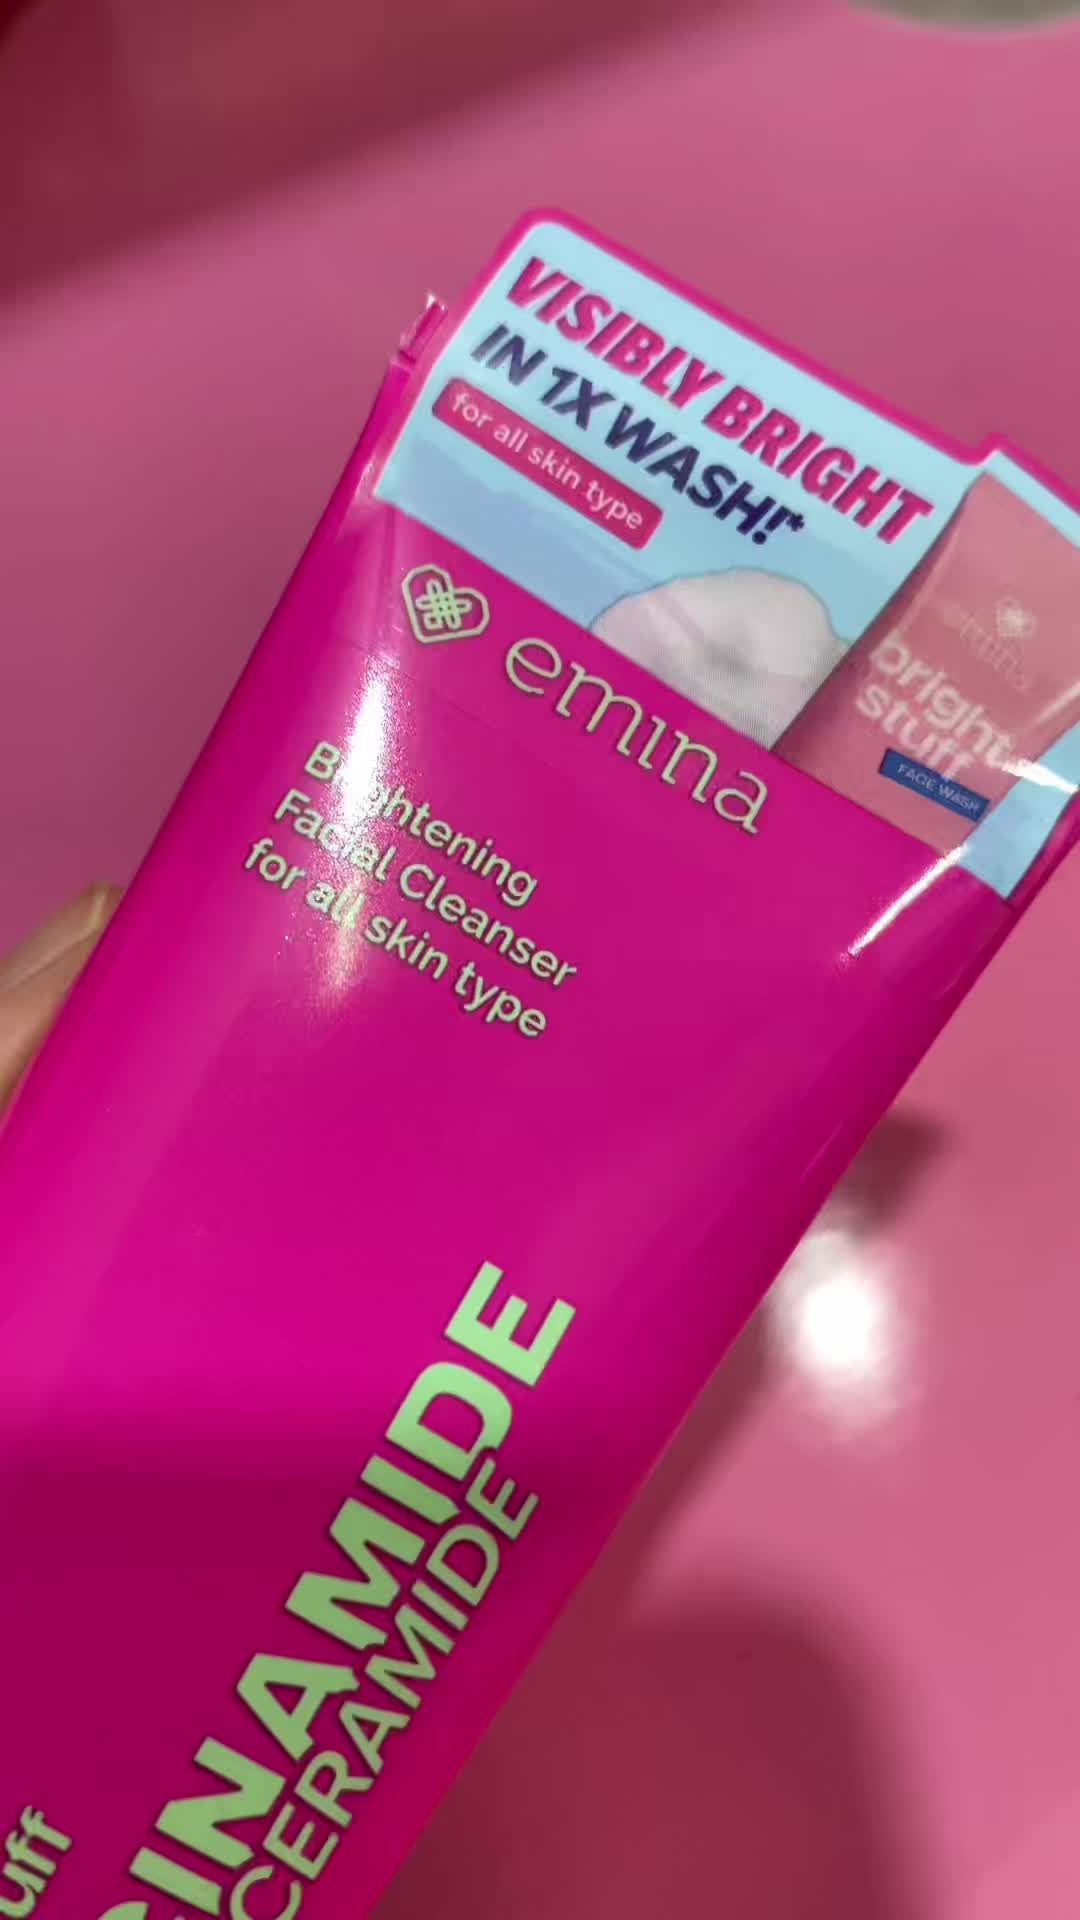 VISIBLY BRIGHT
IN 1X WASH!*
for all skin type
emina
bright
stuff
FACE WASH
Brightening
Facial Cleanser
for all skin type
CINAMIDE
CERAMIDE
uff